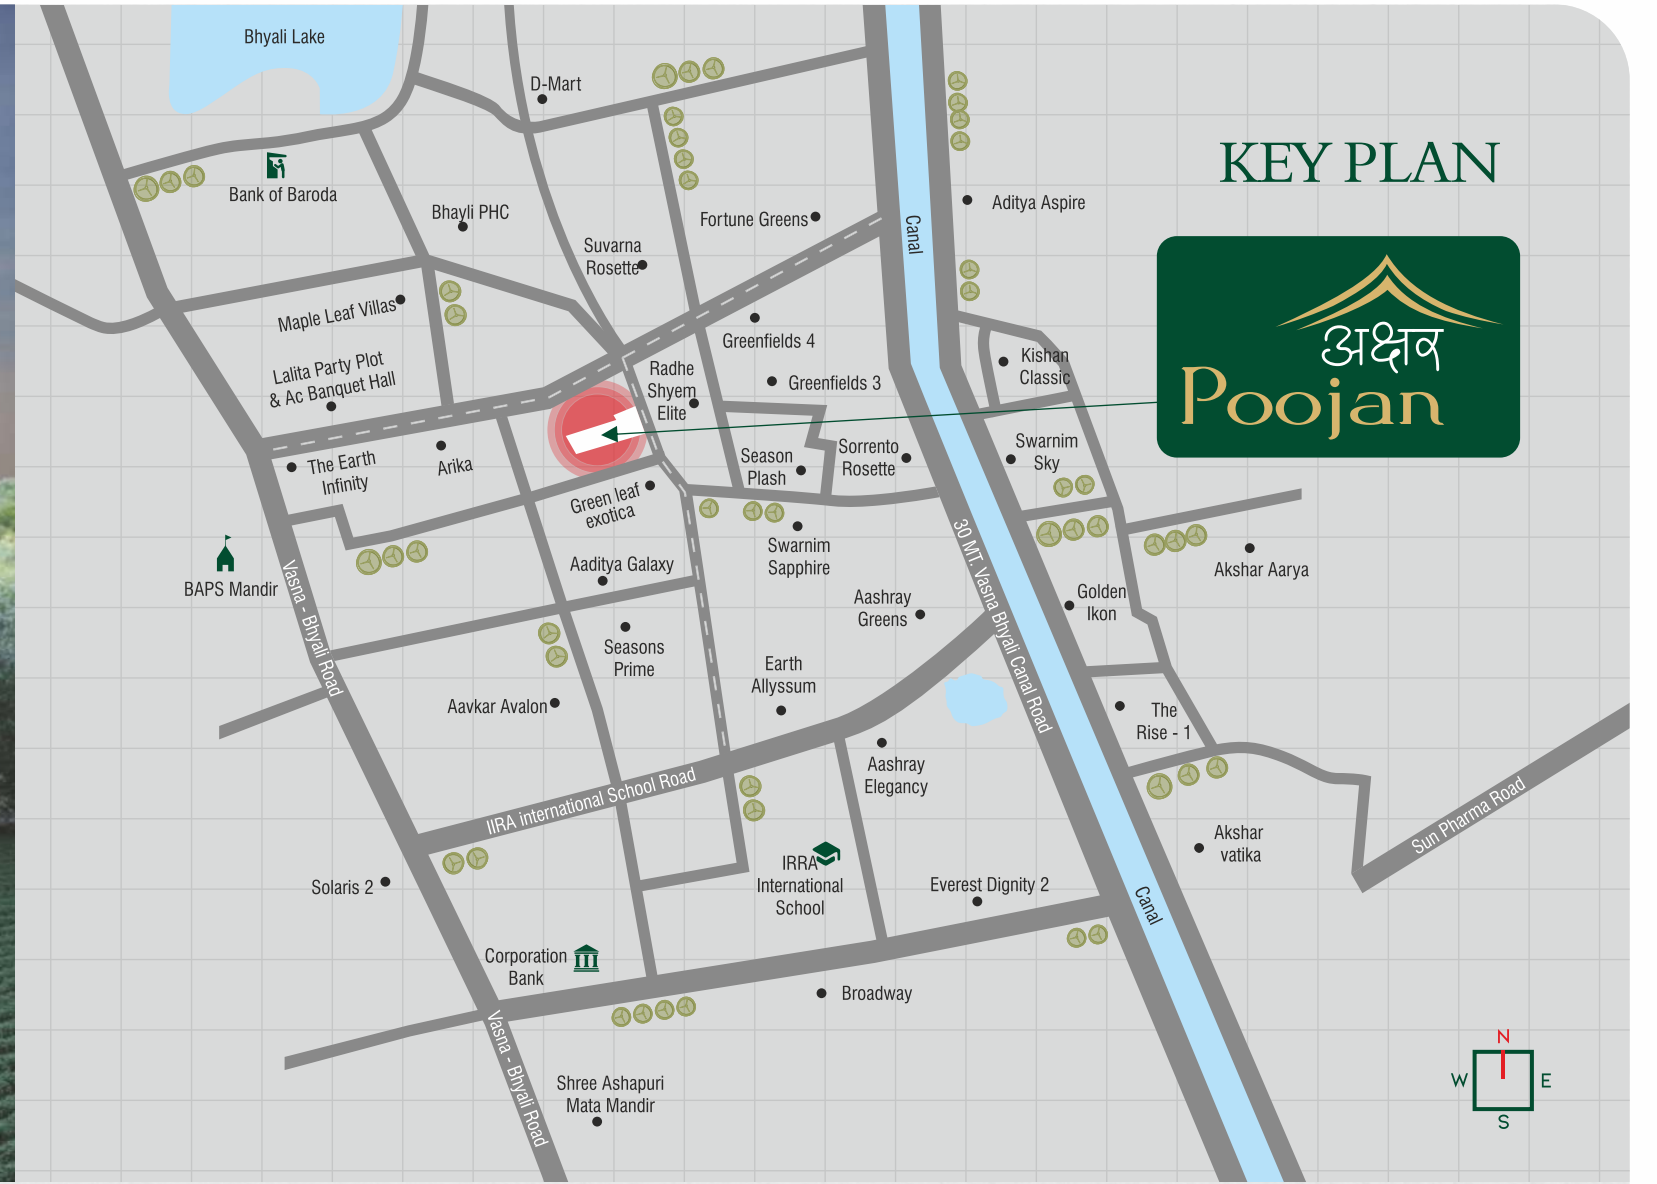 Bhyali Lake
D-Mart
KEY PLAN
Bank of Baroda
Bhayli PHC
Fortune Greens
Canal
Aditya Aspire
Suvarna
Rosette
Maple Leaf Villas
Greenfields 4
अक्षर
Poojan
Lalita Party Plot
& Ac Banquet Hall
Radhe
Shyem
Elite
Greenfields 3
Kishan
Classic
The Earth
Infinity
Arika
Season
Plash
Sorrento
Rosette
Swarnim
Sky
Green leaf
exotica
BAPS Mandir
Vasna - Bhyali Road
Aaditya Galaxy
Swarnim
Sapphire
30 MT. Vasna Bhyali Canal Road
Akshar Aarya
Aashray
Greens
Golden
Ikon
Seasons
Prime
Earth
Allyssum
Aavkar Avalon
The
Rise - 1
Aashray
Elegancy
IIRA international School Road
Sun Pharma Road
Akshar
vatika
Solaris 2
IRRA
International
School
Everest Dignity 2
Canal
Corporation
Bank
Broadway
Vasna - Bhyali Road
Shree Ashapuri
Mata Mandir
N
W E
S